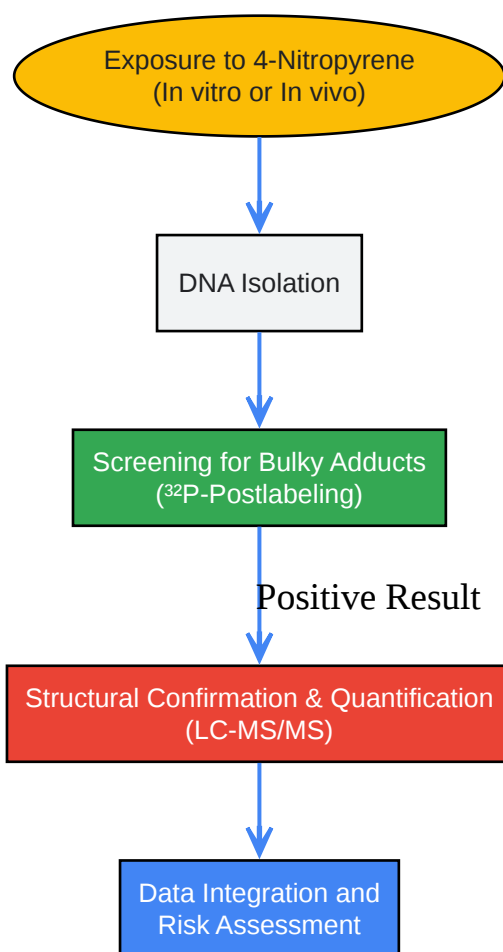 Exposure to 4-Nitropyrene
(In vitro or In vivo)
DNA Isolation
Screening for Bulky Adducts
(³²P-Postlabeling)
Positive Result
Structural Confirmation & Quantification
(LC-MS/MS)
Data Integration and
Risk Assessment